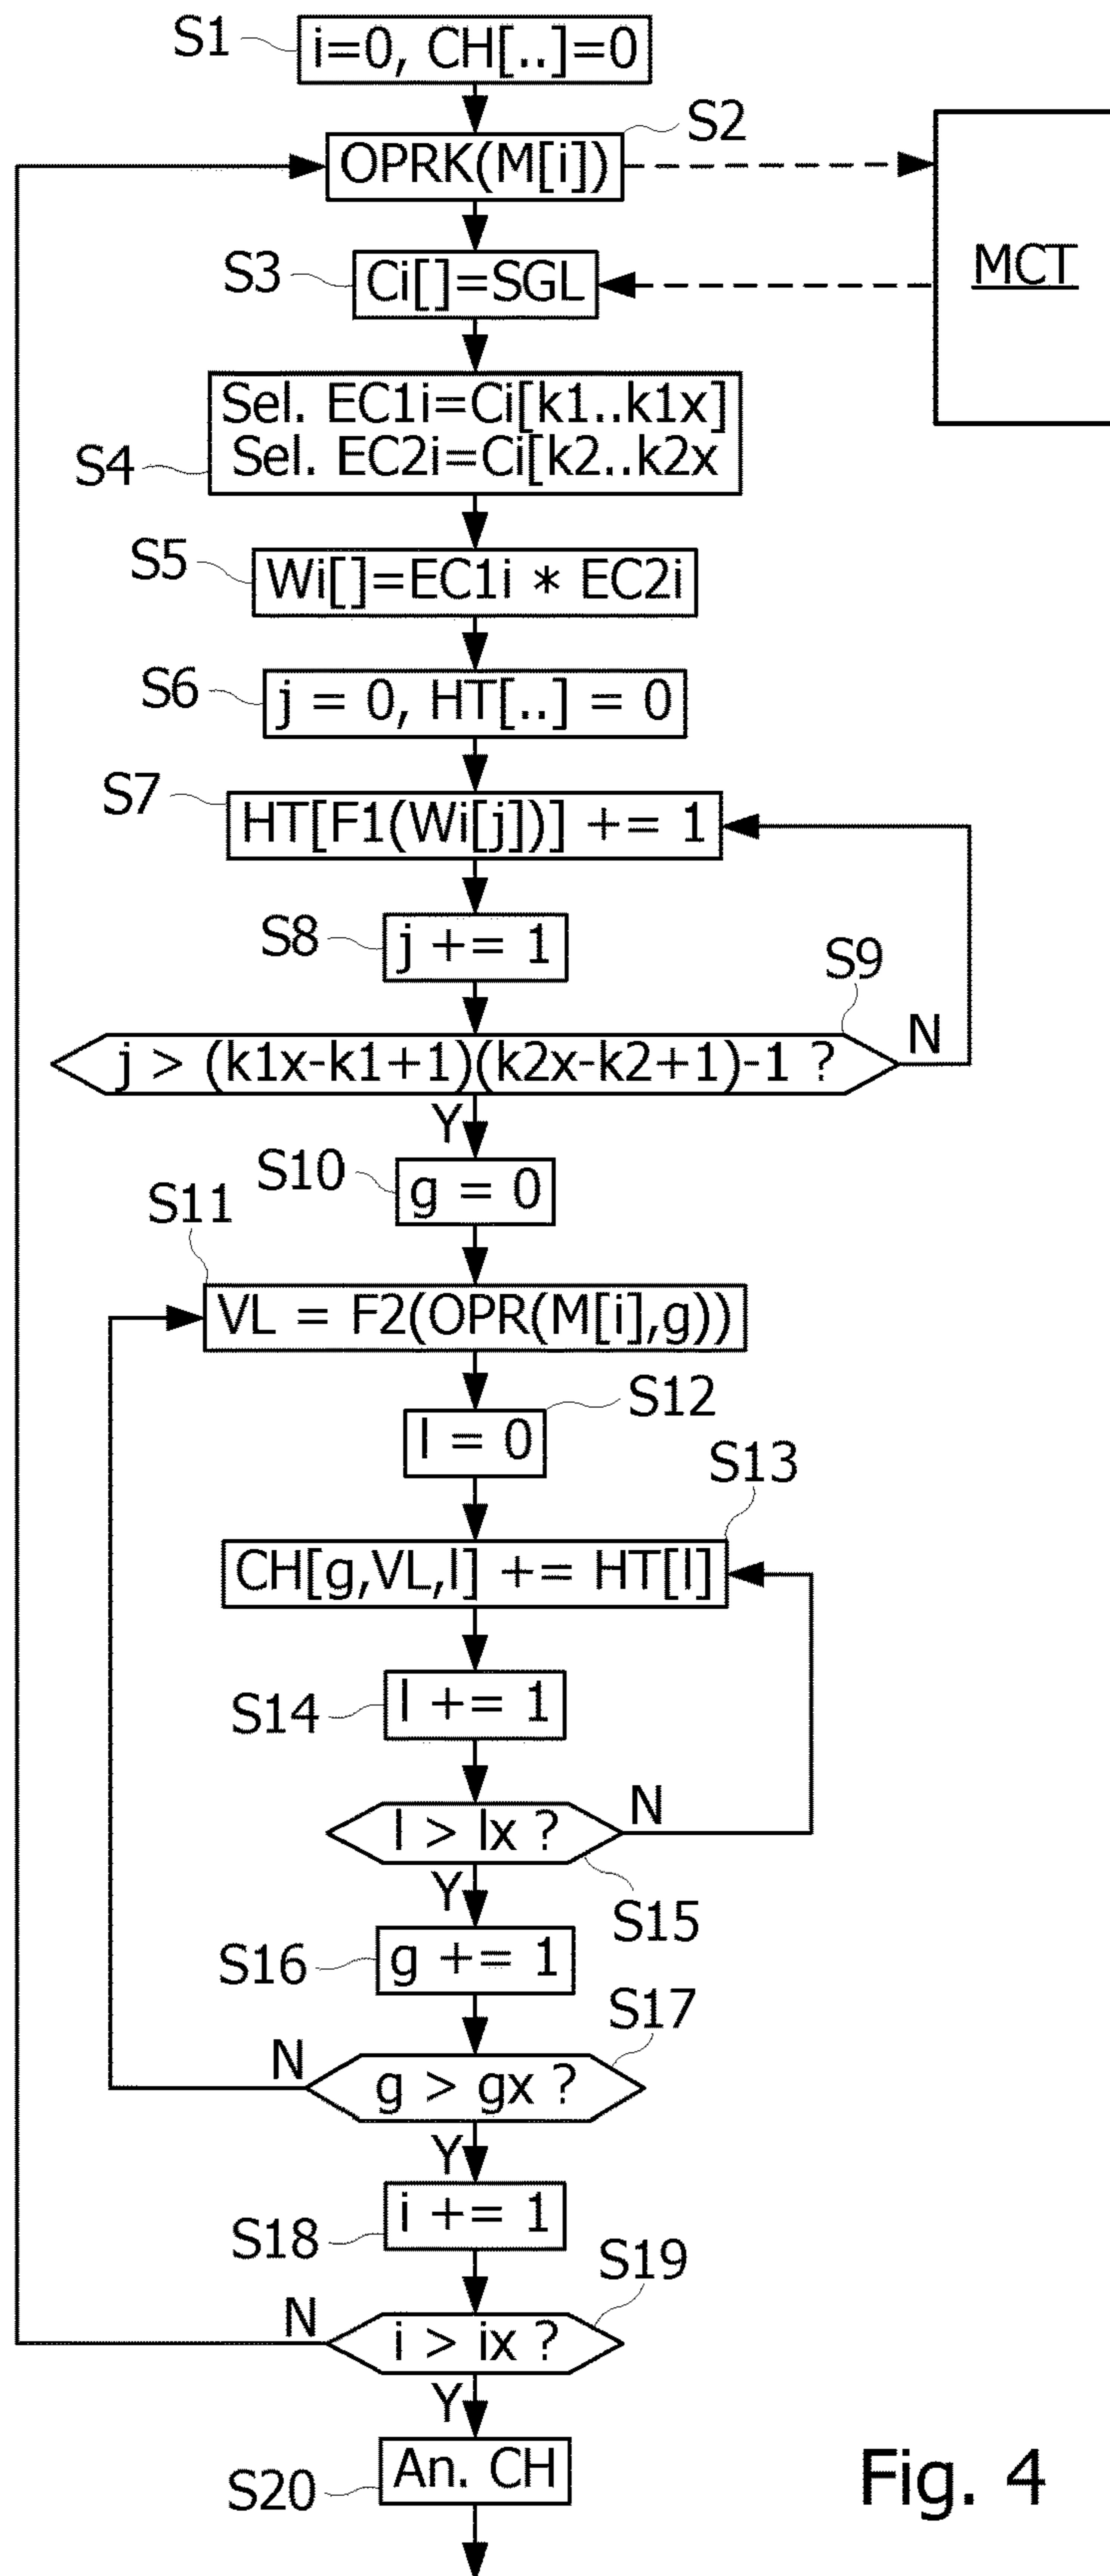 S1
i=0, CH[..]=0
S2
OPRK(M[i])
MCT
S3
Ci[]=SGL
Sel. EC1i=Ci[k1..k1x]
Sel. EC2i=Ci[k2..k2x
S4
S5
Wi[]=EC1i * EC2i
S6
j = 0, HT[..] = 0
S7
HT[F1(Wi[j])] += 1
S8
j += 1
S9
j > (k1x-k1+1)(k2x-k2+1)-1 ?
N
Y
S10
g = 0
S11
VL = F2(OPR(M[i],g))
S12
l = 0
S13
CH[g,VL,l] += HT[l]
S14
l += 1
l > lx ?
N
Y
S15
S16
g += 1
S17
N
g > gx ?
Y
S18
i += 1
S19
N
i > ix ?
Y
S20
An. CH
Fig. 4